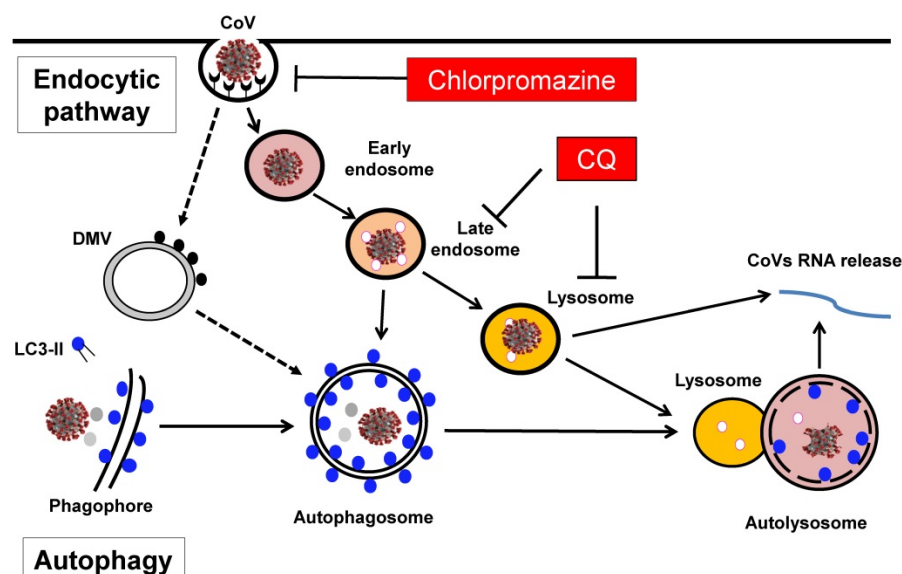 CoV
Endocytic
pathway
Chlorpromazine
Early
endosome
CQ
DMV
Late
endosome
CoVs RNA release
Lysosome
LC3-II
Lysosome
Phagophore
Autophagosome
Autolysosome
Autophagy